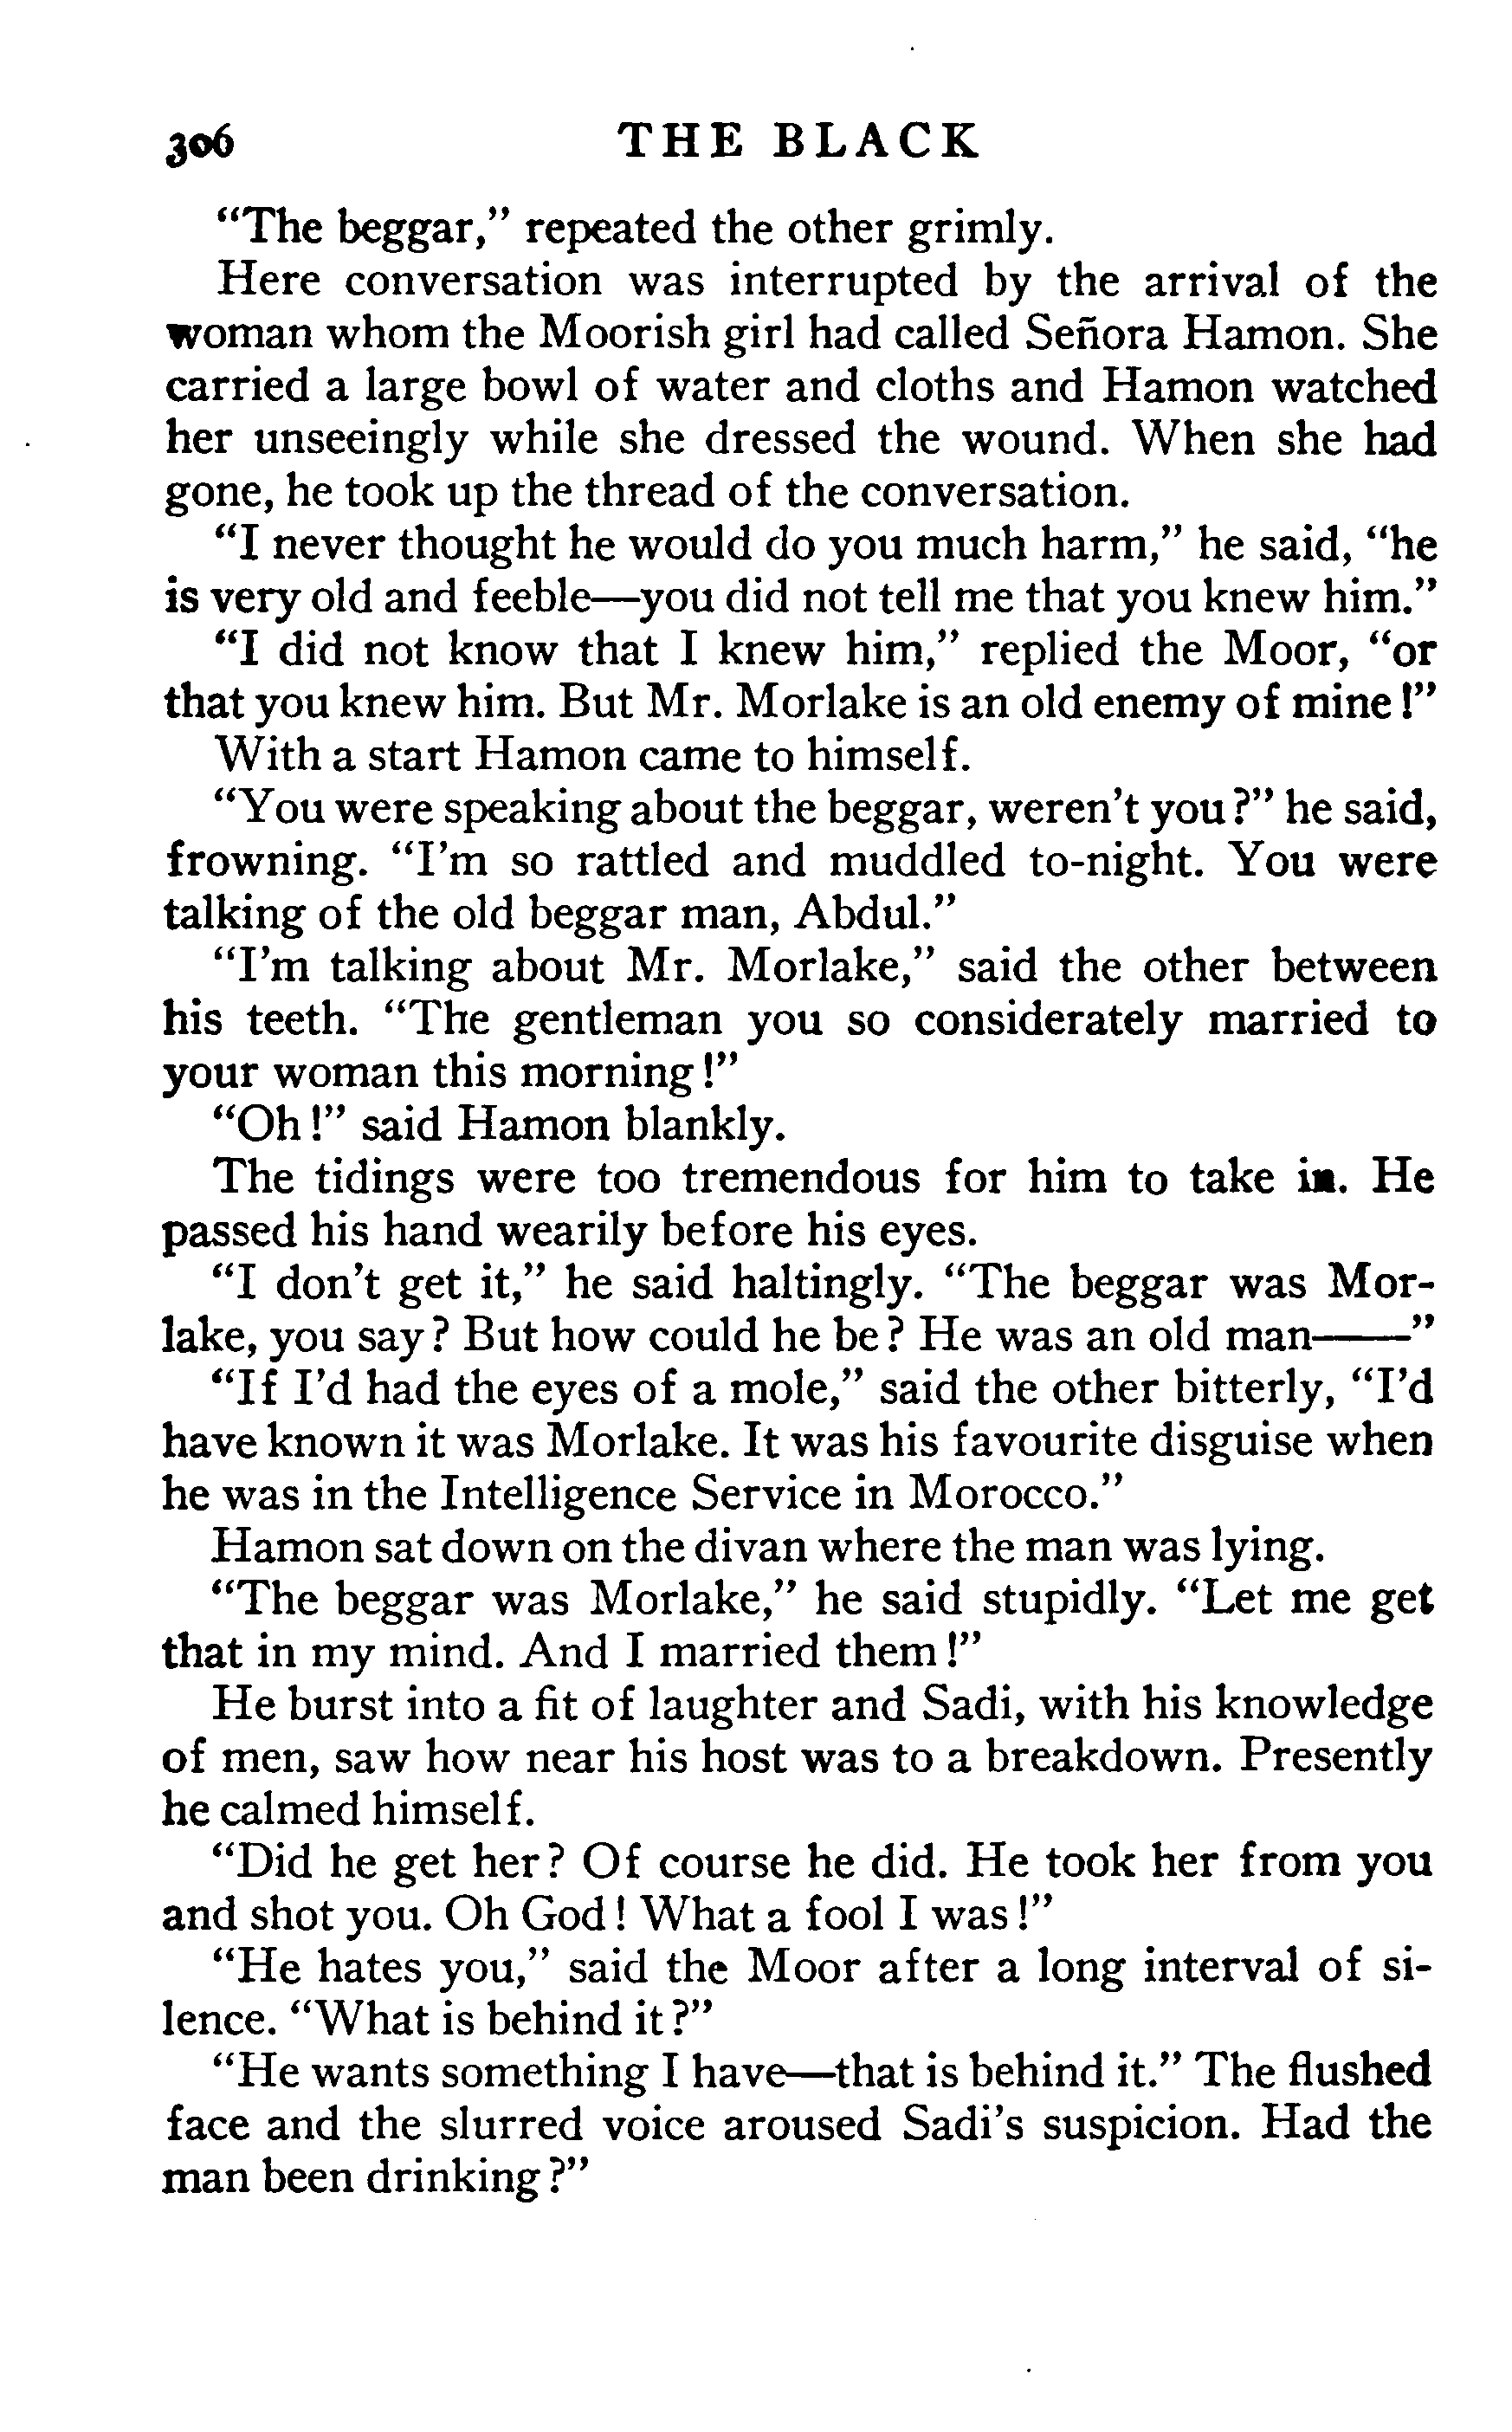 306 THE BLACK
"The beggar," repeated the other grimly.
Here conversation was interrupted by the arrival of the
woman whom the Moorish girl had called Señora Hamon. She
carried a large bowl of water and cloths and Hamon watched
her unseeingly while she dressed the wound. When she had
gone, he took up the thread of the conversation.
"I never thought he would do you much harm," he said, "he
is very old and feeble—you did not tell me that you knew him."
"I did not know that I knew him," replied the Moor, "or
that you knew him. But Mr. Morlake is an old enemy of mine!"
With a start Hamon came to himself.
"You were speaking about the beggar, weren't you?" he said,
frowning. "I'm so rattled and muddled to-night. You were
talking of the old beggar man, Abdul."
"I'm talking about Mr. Morlake," said the other between
his teeth. "The gentleman you so considerately married to
your woman this morning!"
"Oh!" said Hamon blankly.
The tidings were too tremendous for him to take in. He
passed his hand wearily before his eyes.
"I don't get it," he said haltingly. "The beggar was Mor-
lake, you say? But how could he be? He was an old man——"
"If I'd had the eyes of a mole," said the other bitterly, "I'd
have known it was Morlake. It was his favourite disguise when
he was in the Intelligence Service in Morocco."
Hamon sat down on the divan where the man was lying.
"The beggar was Morlake," he said stupidly. "Let me get
that in my mind. And I married them!"
He burst into a fit of laughter and Sadi, with his knowledge
of men, saw how near his host was to a breakdown. Presently
he calmed himself.
"Did he get her? Of course he did. He took her from you
and shot you. Oh God! What a fool I was!"
"He hates you," said the Moor after a long interval of si-
lence. "What is behind it?"
"He wants something I have—that is behind it." The flushed
face and the slurred voice aroused Sadi's suspicion. Had the
man been drinking?"